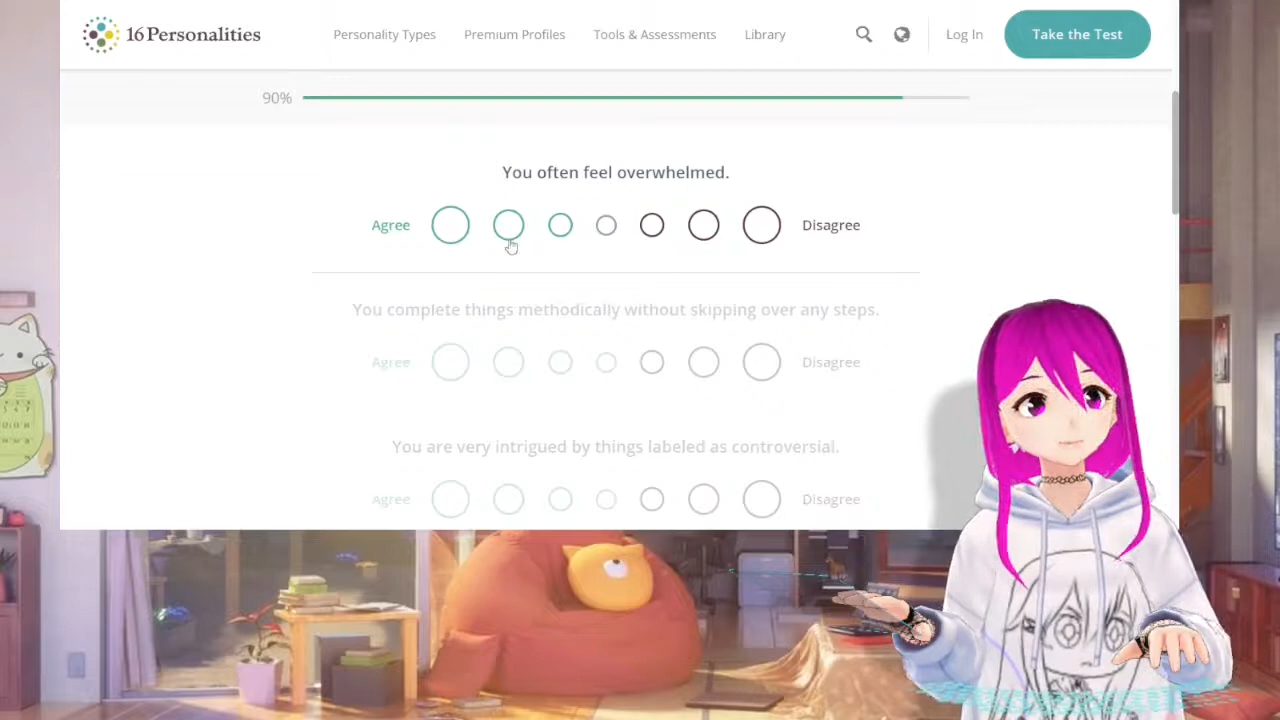 16Personalities
Personality Types
Premium Profiles
Tools & Assessments
Library
Log In
Take the Test
90%
You often feel overwhelmed.
Agree
Disagree
You complete things methodically without skipping over any steps.
Agree
Disagree
You are very intrigued by things labeled as controversial.
Agree
Disagree